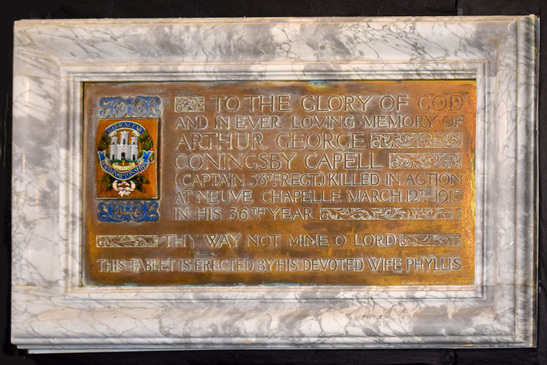 TO THE GLORY OF GOD
AND IN EVER LOVING MEMORY OF
ARTHUR GEORGE
CONINGSBY CAPELL
(CAPTAIN 56TH REGT.) KILLED IN ACTION
AT NEUVE CHAPELLE MARCH 12TH 1915
IN HIS 36TH YEAR
THY WAY NOT MINE O LORD
THIS TABLET IS ERECTED BY HIS DEVOTED WIFE PHYLLIS